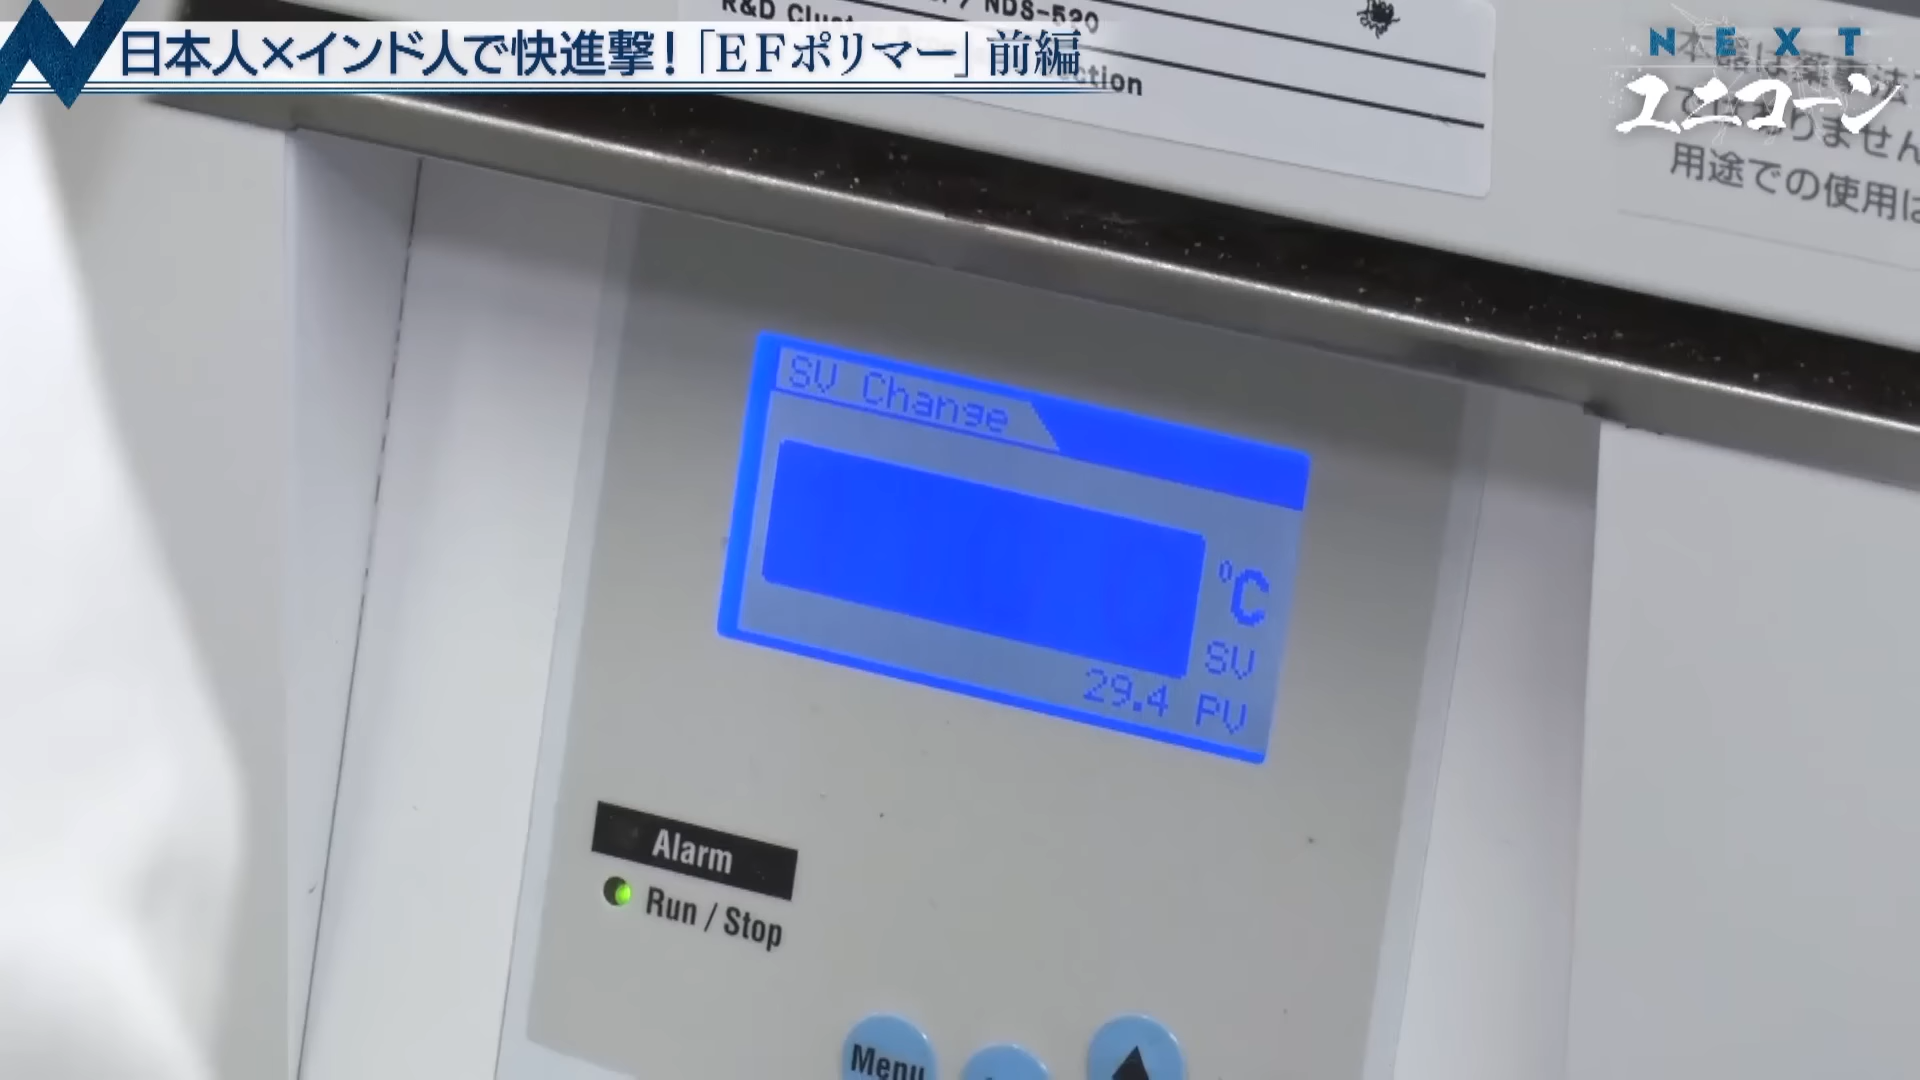 NDS-520
R&D
ction
日本人×インド人で快進撃！「EFポリマー」前編
NEXT
ユニコーン
用途での使用は
SV Change
℃
SV
29.4 PV
Alarm
Run / Stop
Menu